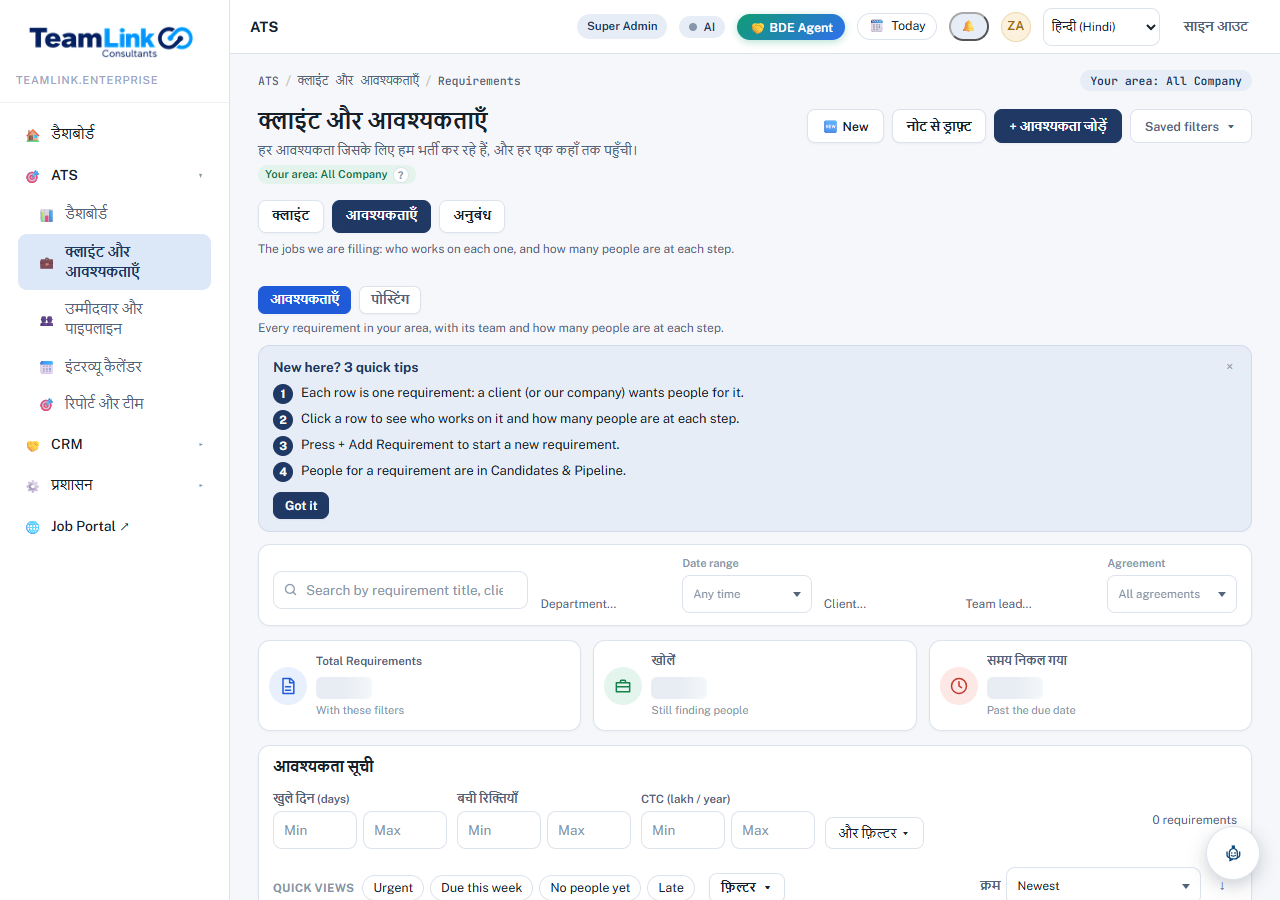 TeamLink
Consultants
TEAMLINK.ENTERPRISE
डैशबोर्ड
ATS
डैशबोर्ड
क्लाइंट और
आवश्यकताएँ
उम्मीदवार और
पाइपलाइन
इंटरव्यू कैलेंडर
रिपोर्ट और टीम
CRM
प्रशासन
Job Portal ↗
ATS
Super Admin
AI
BDE Agent
Today
ZA
हिन्दी (Hindi)
साइन आउट
ATS / क्लाइंट और आवश्यकताएँ / Requirements
Your area: All Company
क्लाइंट और आवश्यकताएँ
हर आवश्यकता जिसके लिए हम भर्ती कर रहे हैं, और हर एक कहाँ तक पहुँची।
Your area: All Company ?
New
नोट से ड्राफ़्ट
+ आवश्यकता जोड़ें
Saved filters
क्लाइंट
आवश्यकताएँ
अनुबंध
The jobs we are filling: who works on each one, and how many people are at each step.
आवश्यकताएँ
पोस्टिंग
Every requirement in your area, with its team and how many people are at each step.
New here? 3 quick tips
×
1 Each row is one requirement: a client (or our company) wants people for it.
2 Click a row to see who works on it and how many people are at each step.
3 Press + Add Requirement to start a new requirement.
4 People for a requirement are in Candidates & Pipeline.
Got it
Search by requirement title, clie
Department...
Date range
Any time
Client...
Team lead...
Agreement
All agreements
Total Requirements
With these filters
खोलें
Still finding people
समय निकल गया
Past the due date
आवश्यकता सूची
खुले दिन (days)
बची रिक्तियाँ
CTC (lakh / year)
Min
Max
Min
Max
Min
Max
और फ़िल्टर
0 requirements
QUICK VIEWS
Urgent
Due this week
No people yet
Late
फ़िल्टर
क्रम
Newest
↓